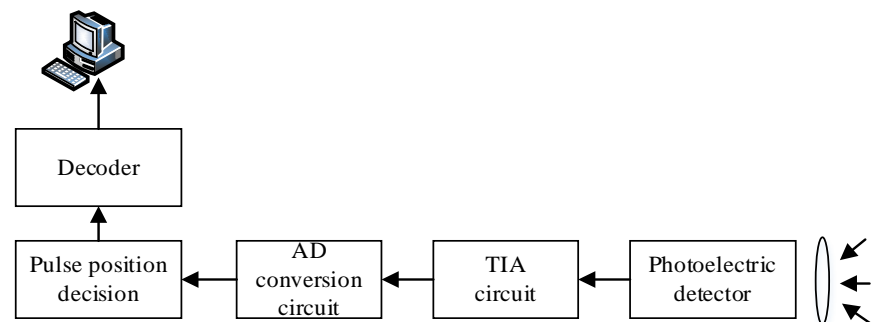 Decoder
Pulse position
decision
AD
conversion
circuit
TIA
circuit
Photoelectric
detector